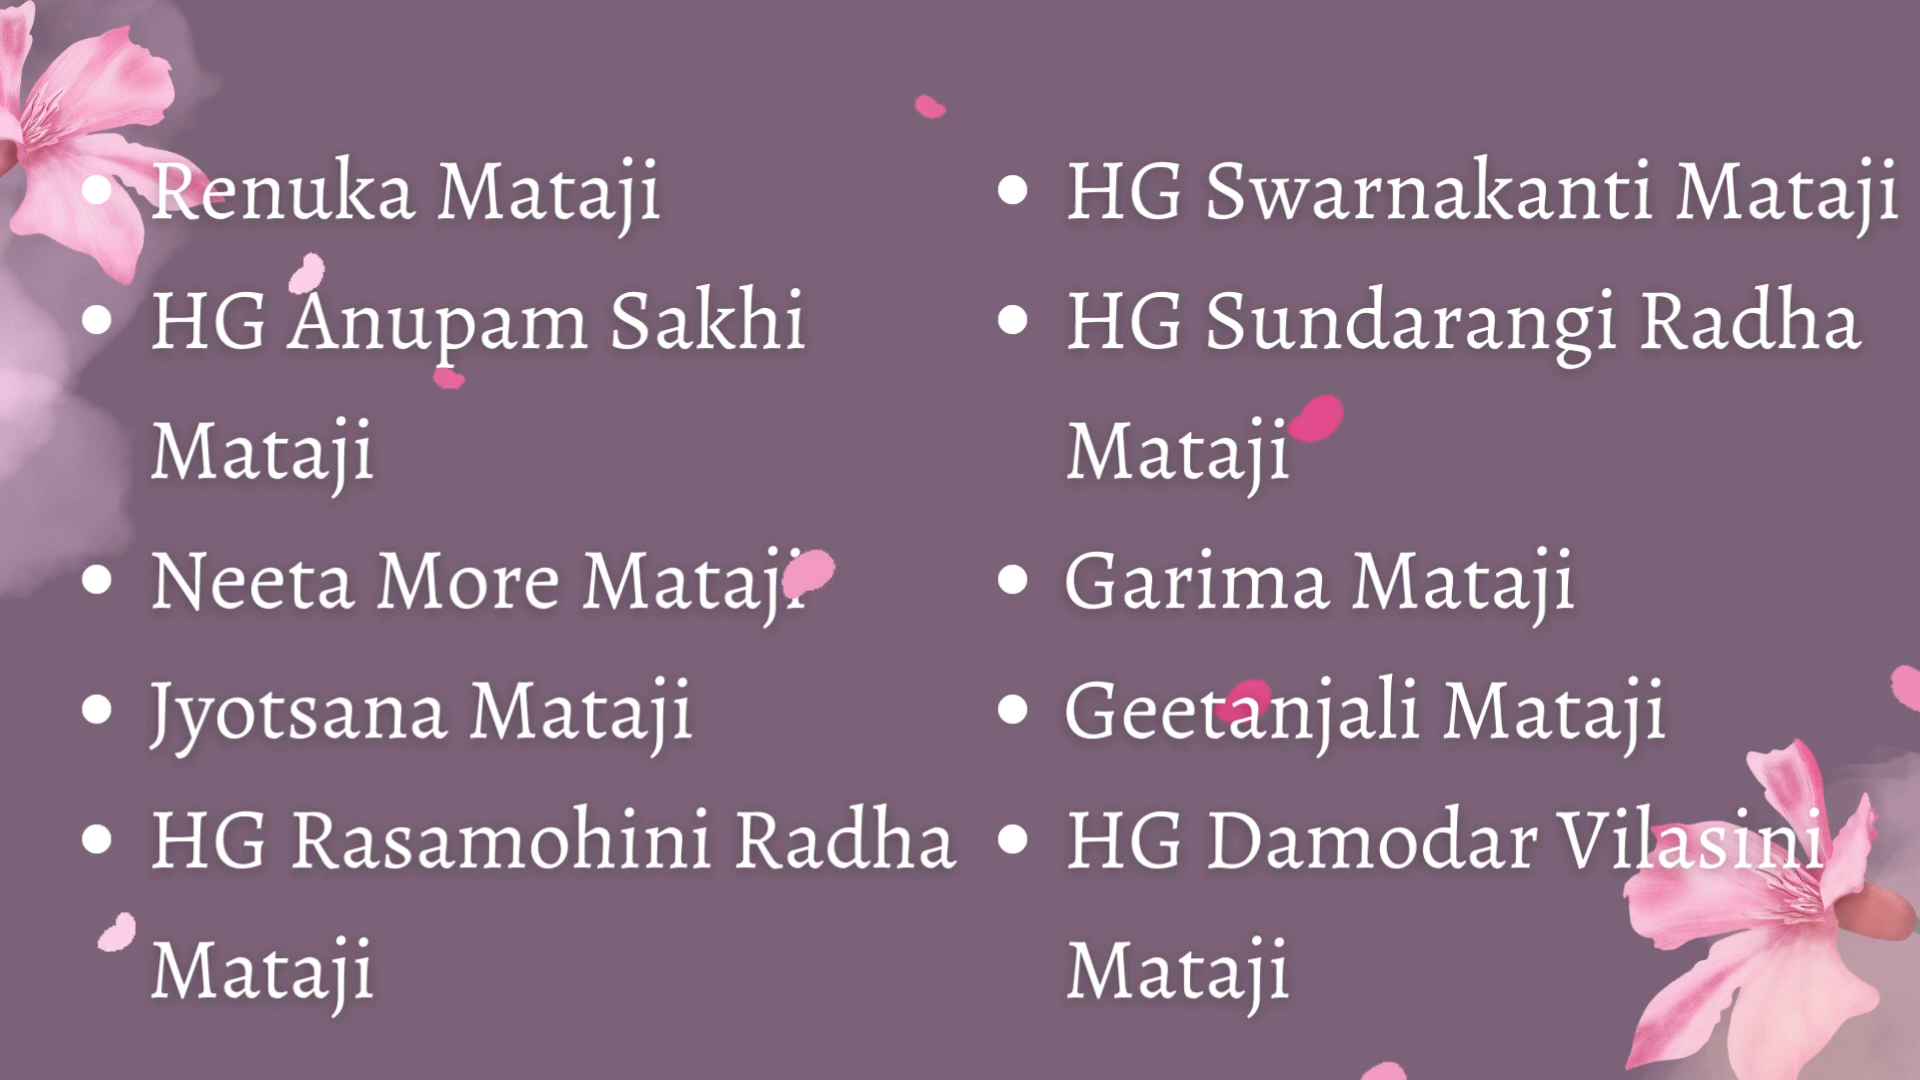 Renuka Mataji
HG Anupam Sakhi
Mataji
Neeta More Mataji
Jyotsana Mataji
HG Rasamohini Radha
Mataji
HG Swarnakanti Mataji
HG Sundarangi Radha
Mataji
Garima Mataji
Geetanjali Mataji
HG Damodar Vilasini
Mataji